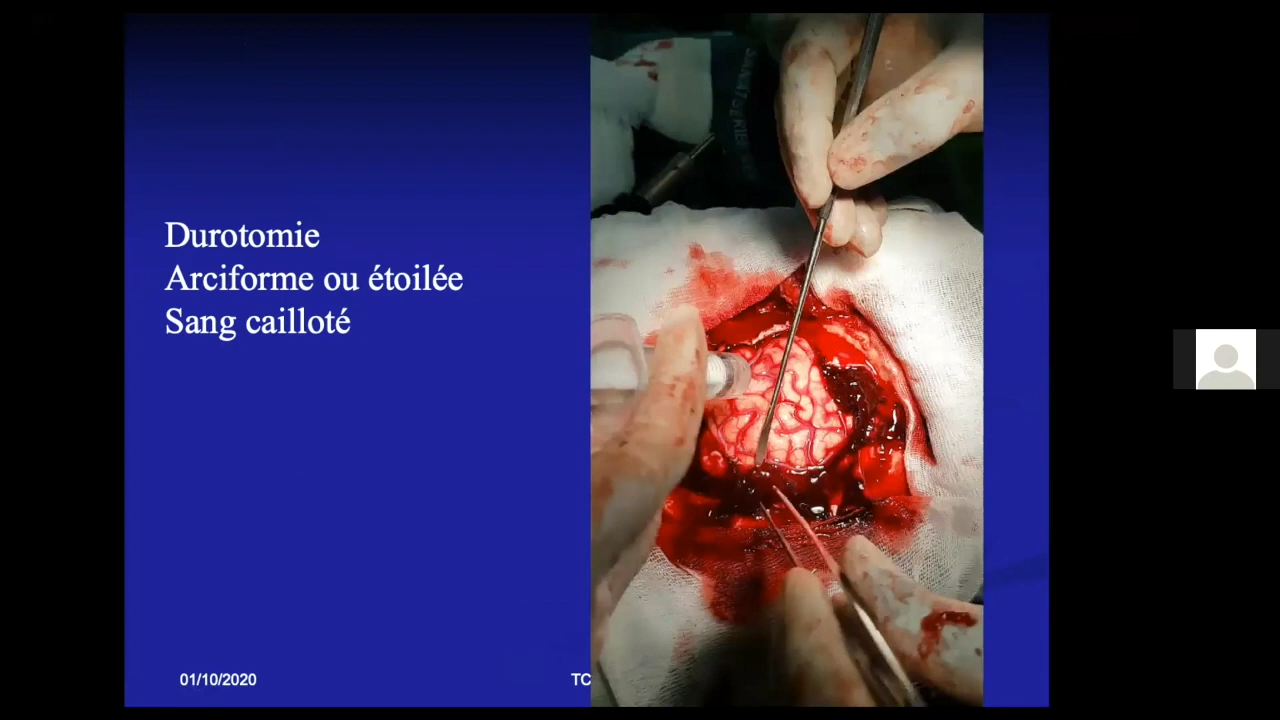 Durotomie
Arciforme ou étoilée
Sang cailloté
01/10/2020
TC